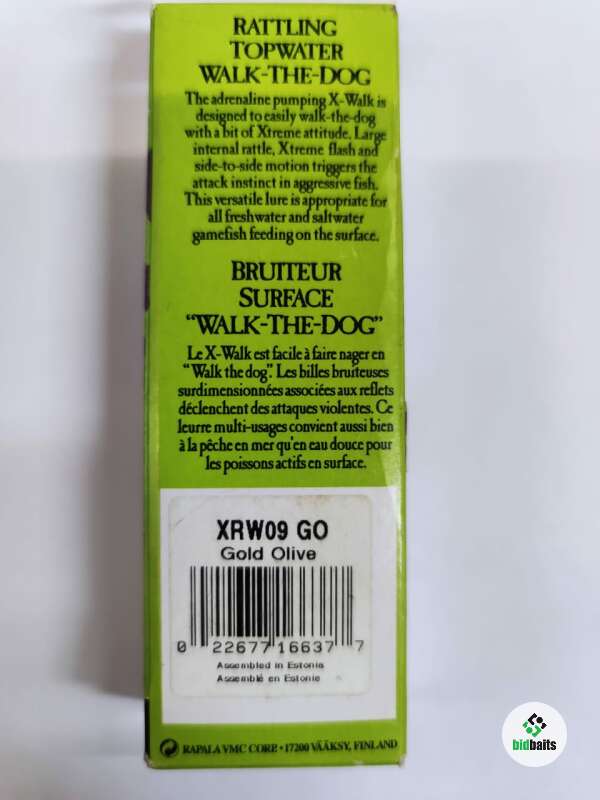 RATTLING
TOPWATER
WALK-THE-DOG
The adrenaline pumping X-Walk is
designed to easily walk-the-dog
with a bit of Xtreme attitude. Large
internal rattle, Xtreme flash and
side-to-side motion triggers the
attack instinct in aggressive fish.
This versatile lure is appropriate for
all freshwater and saltwater
gamefish feeding on the surface.
BRUITEUR
SURFACE
“WALK-THE-DOG”
Le X-Walk est facile à faire nager en
“Walk the dog”. Les billes bruiteuses
surdimensionnées associées aux reflets
déclenchent des attaques violentes. Ce
leurre multi-usages convient aussi bien
à la pêche en mer qu'en eau douce pour
les poissons actifs en surface.
XRW09 GO
Gold Olive
0 22677 16637 7
Assembled in Estonia
Assemblé en Estonie
RAPALA VMC CORP. • 17200 VÄÄKSY, FINLAND
bidbaits